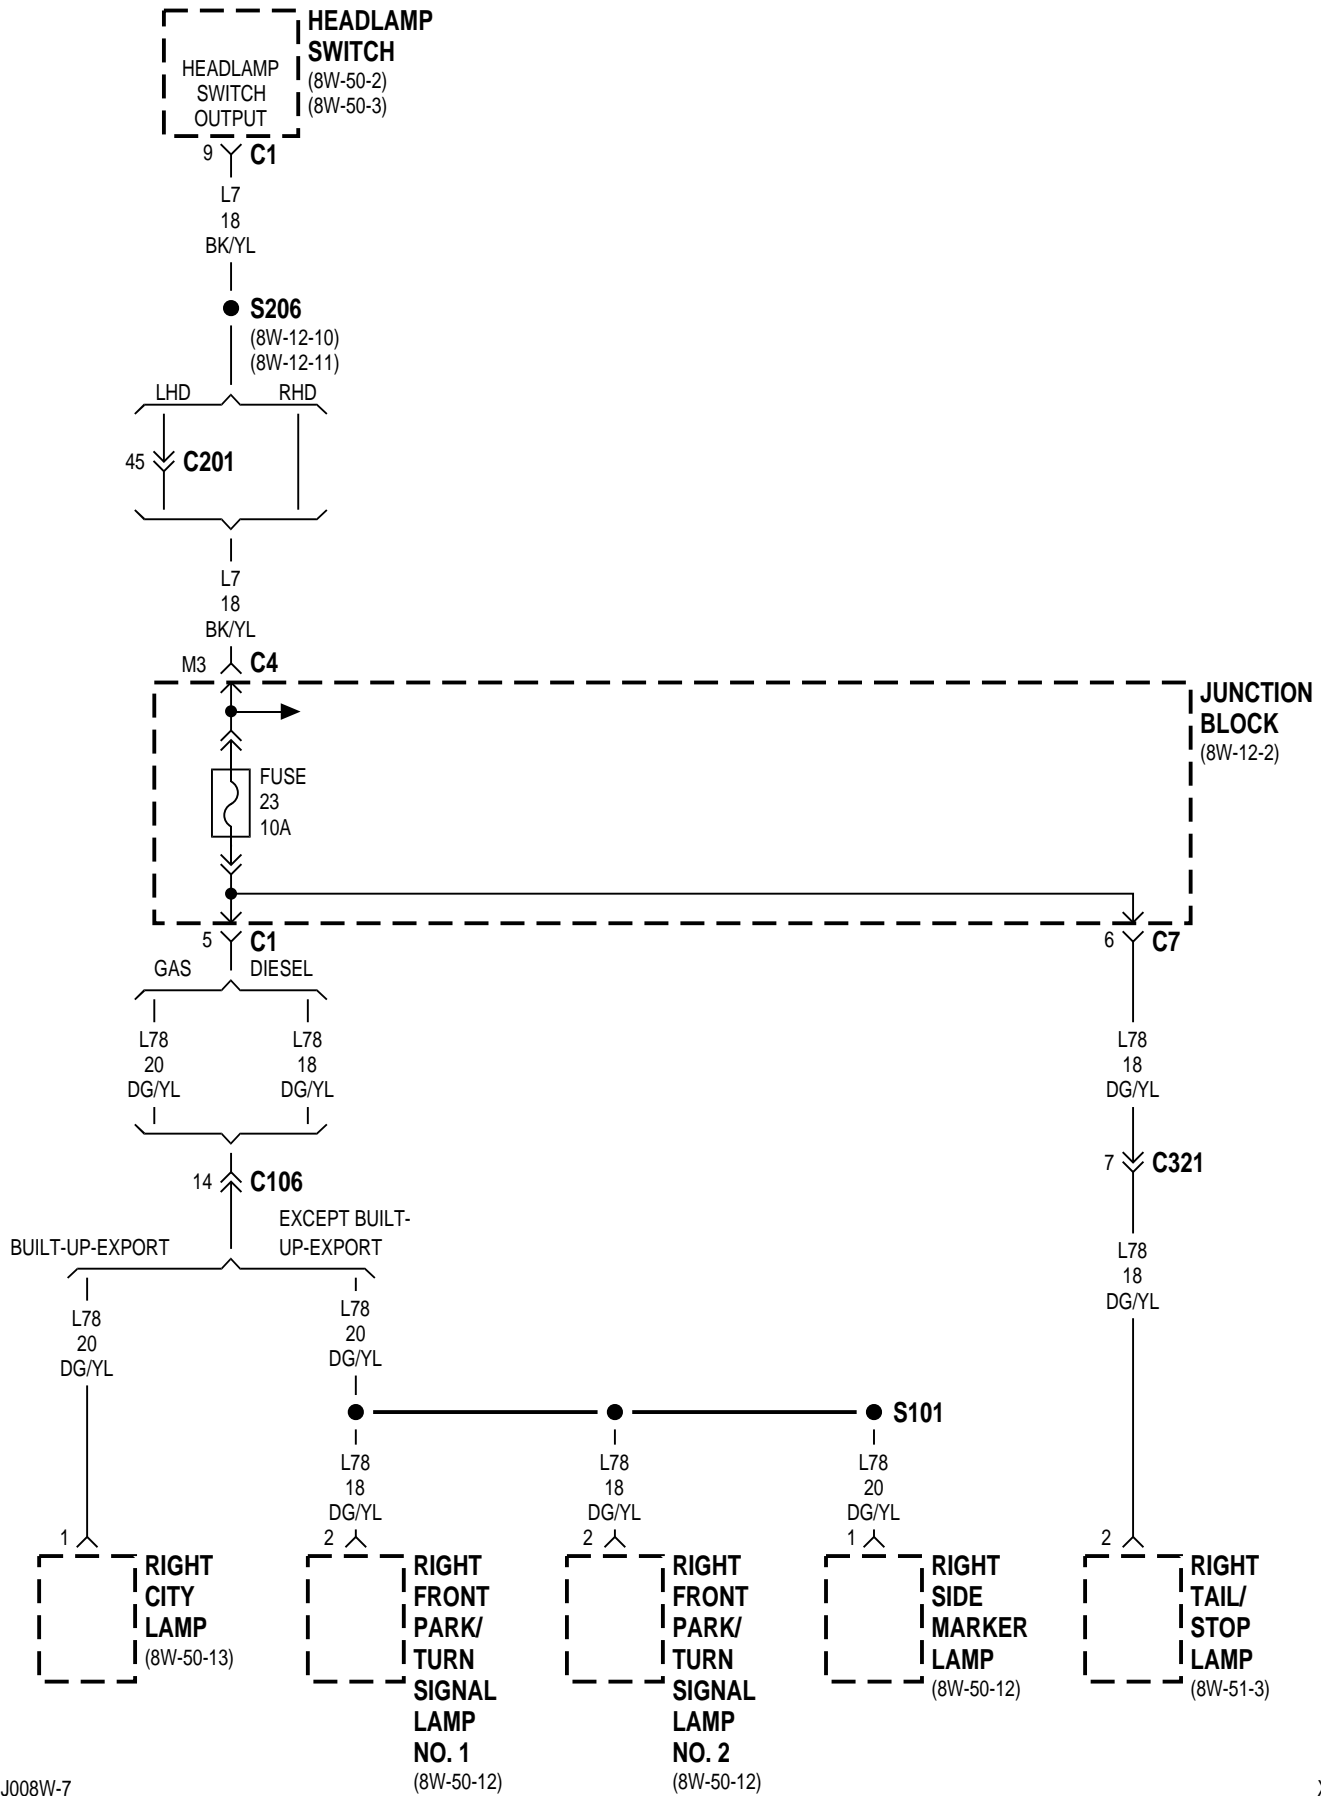 HEADLAMP
SWITCH
(8W-50-2)
(8W-50-3)
HEADLAMP
SWITCH
OUTPUT
9 C1
L7
18
BK/YL
S206
(8W-12-10)
(8W-12-11)
LHD RHD
45 C201
L7
18
BK/YL
M3 C4
JUNCTION
BLOCK
(8W-12-2)
FUSE
23
10A
5 C1
6 C7
GAS DIESEL
L78
20
DG/YL
L78
18
DG/YL
L78
18
DG/YL
14 C106
7 C321
BUILT-UP-EXPORT
EXCEPT BUILT-
UP-EXPORT
L78
20
DG/YL
L78
20
DG/YL
L78
18
DG/YL
S101
L78
18
DG/YL
L78
18
DG/YL
L78
20
DG/YL
1
RIGHT
CITY
LAMP
(8W-50-13)
2
RIGHT
FRONT
PARK/
TURN
SIGNAL
LAMP
NO. 1
(8W-50-12)
2
RIGHT
FRONT
PARK/
TURN
SIGNAL
LAMP
NO. 2
(8W-50-12)
1
RIGHT
SIDE
MARKER
LAMP
(8W-50-12)
2
RIGHT
TAIL/
STOP
LAMP
(8W-51-3)
J008W-7